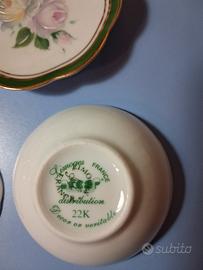 Limoges FRANCE
distribution
22K
Decor or veritable
subito